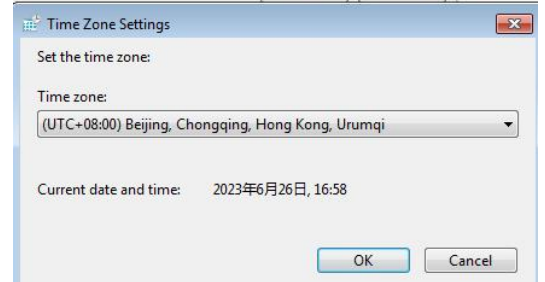 Time Zone Settings
Set the time zone:
Time zone:
(UTC+08:00) Beijing, Chongqing, Hong Kong, Urumqi
Current date and time: 2023年6月26日, 16:58
OK Cancel